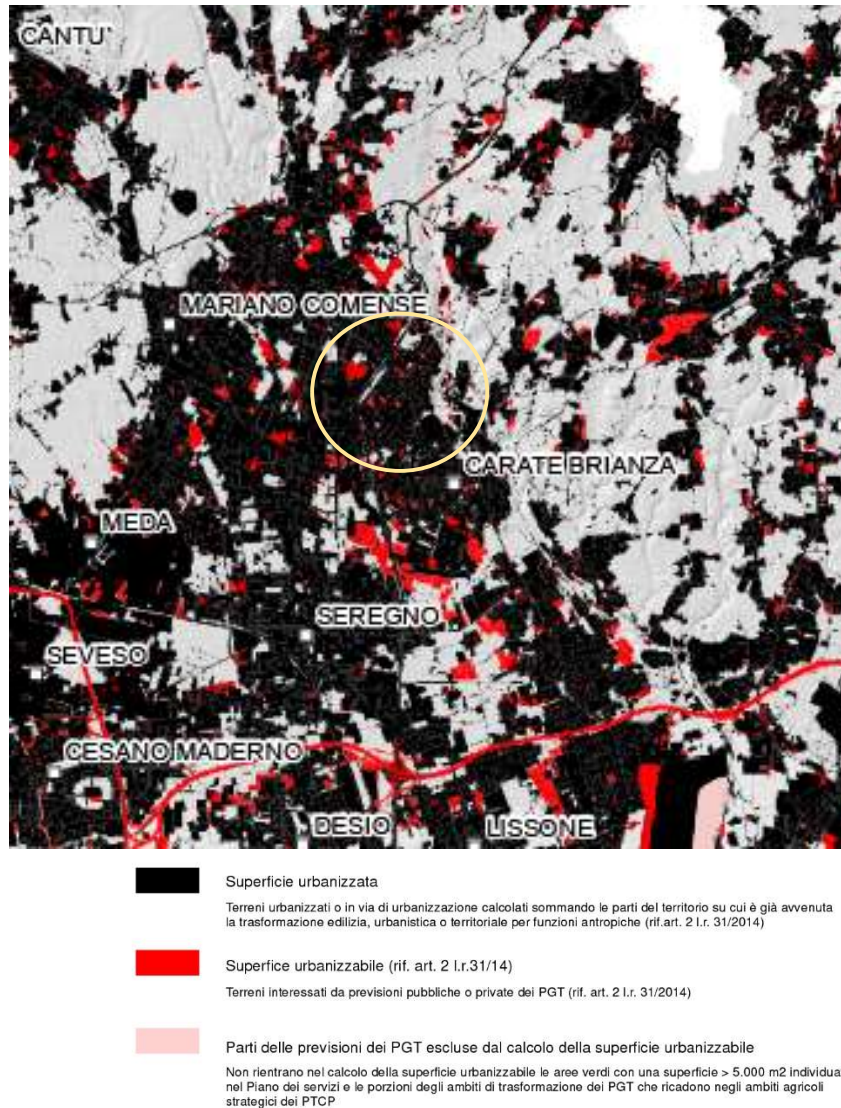 CANTU'
MARIANO COMENSE
CARATE BRIANZA
MEDA
SEREGNO
SEVESO
CESANO MADERNO
DESIO
LISSONE
Superficie urbanizzata
Terreni urbanizzati o in via di urbanizzazione calcolati sommando le parti del territorio su cui è già avvenuta
la trasformazione edilizia, urbanistica o territoriale per funzioni antropiche (rif.art. 2 l.r. 31/2014)
Superfice urbanizzabile (rif. art. 2 l.r.31/14)
Terreni interessati da previsioni pubbliche o private dei PGT (rif. art. 2 l.r. 31/2014)
Parti delle previsioni dei PGT escluse dal calcolo della superficie urbanizzabile
Non rientrano nel calcolo della superficie urbanizzabile le aree verdi con una superficie > 5.000 m2 individua
nel Piano dei servizi e le porzioni degli ambiti di trasformazione dei PGT che ricadono negli ambiti agricoli
strategici dei PTCP